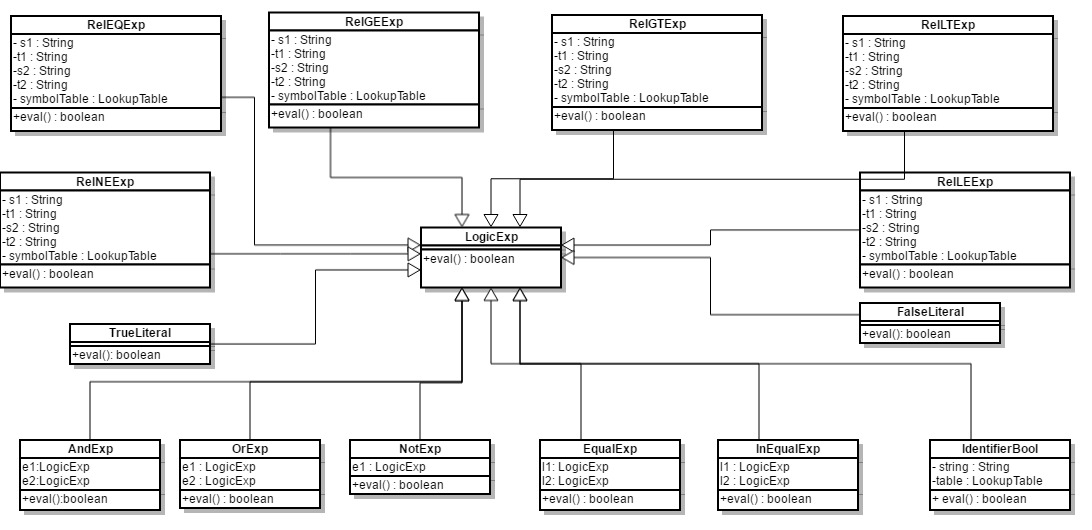 RelEQExp
- s1 : String
-t1 : String
-s2 : String
-t2 : String
- symbolTable : LookupTable
+eval() : boolean
RelGEExp
- s1 : String
-t1 : String
-s2 : String
-t2 : String
- symbolTable : LookupTable
+eval() : boolean
RelGTExp
- s1 : String
-t1 : String
-s2 : String
-t2 : String
- symbolTable : LookupTable
+eval() : boolean
RelLTExp
- s1 : String
-t1 : String
-s2 : String
-t2 : String
- symbolTable : LookupTable
+eval() : boolean
RelNEExp
- s1 : String
-t1 : String
-s2 : String
-t2 : String
- symbolTable : LookupTable
+eval() : boolean
LogicExp
+eval() : boolean
RelLEExp
- s1 : String
-t1 : String
-s2 : String
-t2 : String
- symbolTable : LookupTable
+eval() : boolean
TrueLiteral
+eval(): boolean
FalseLiteral
+eval(): boolean
AndExp
e1:LogicExp
e2:LogicExp
+eval():boolean
OrExp
e1 : LogicExp
e2 : LogicExp
+eval() : boolean
NotExp
e1 : LogicExp
+eval() : boolean
EqualExp
l1: LogicExp
l2: LogicExp
+eval() : boolean
InEqualExp
l1 : LogicExp
l2 : LogicExp
+eval() : boolean
IdentifierBool
- string : String
-table : LookupTable
+ eval() : boolean